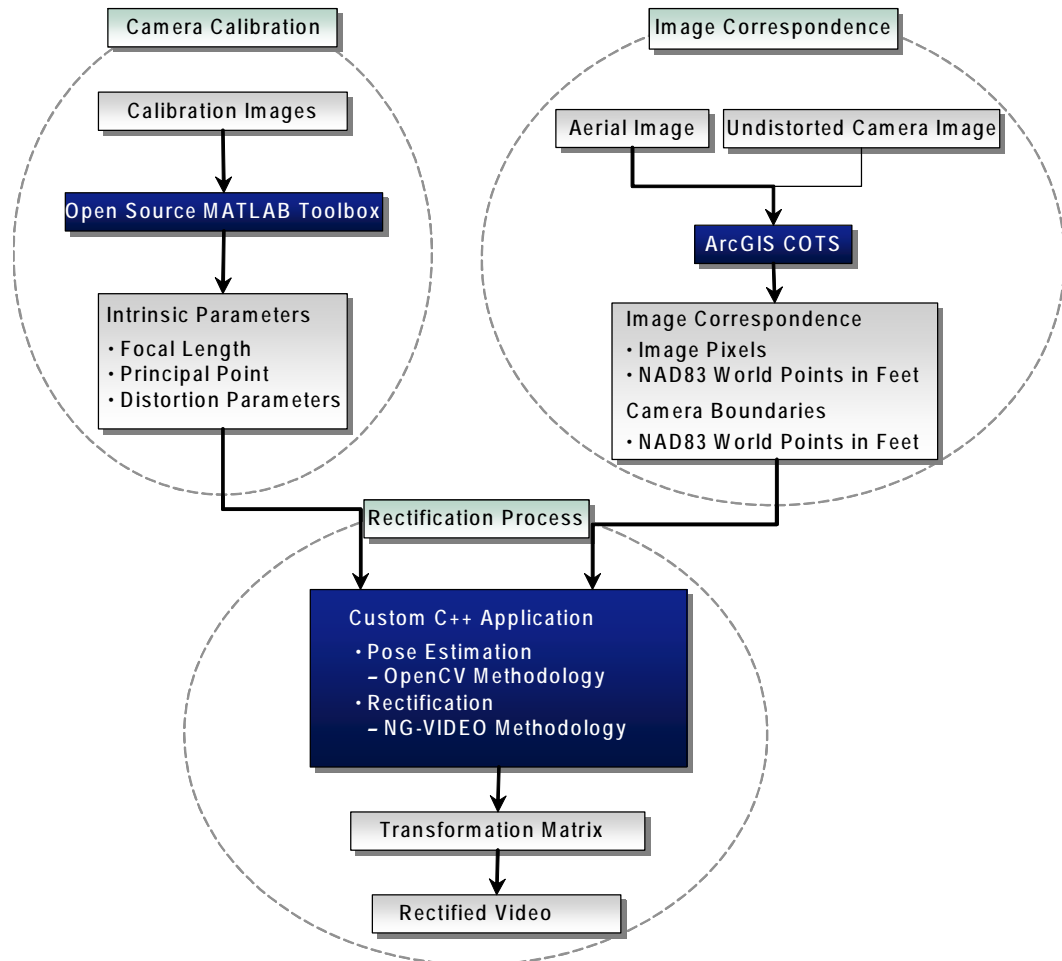 Camera Calibration
Calibration Images
Open Source MATLAB Toolbox
Intrinsic Parameters
· Focal Length
· Principal Point
· Distortion Parameters
Image Correspondence
Aerial Image
Undistorted Camera Image
ArcGIS COTS
Image Correspondence
· Image Pixels
· NAD83 World Points in Feet
Camera Boundaries
· NAD83 World Points in Feet
Rectification Process
Custom C++ Application
· Pose Estimation
– OpenCV Methodology
· Rectification
– NG-VIDEO Methodology
Transformation Matrix
Rectified Video